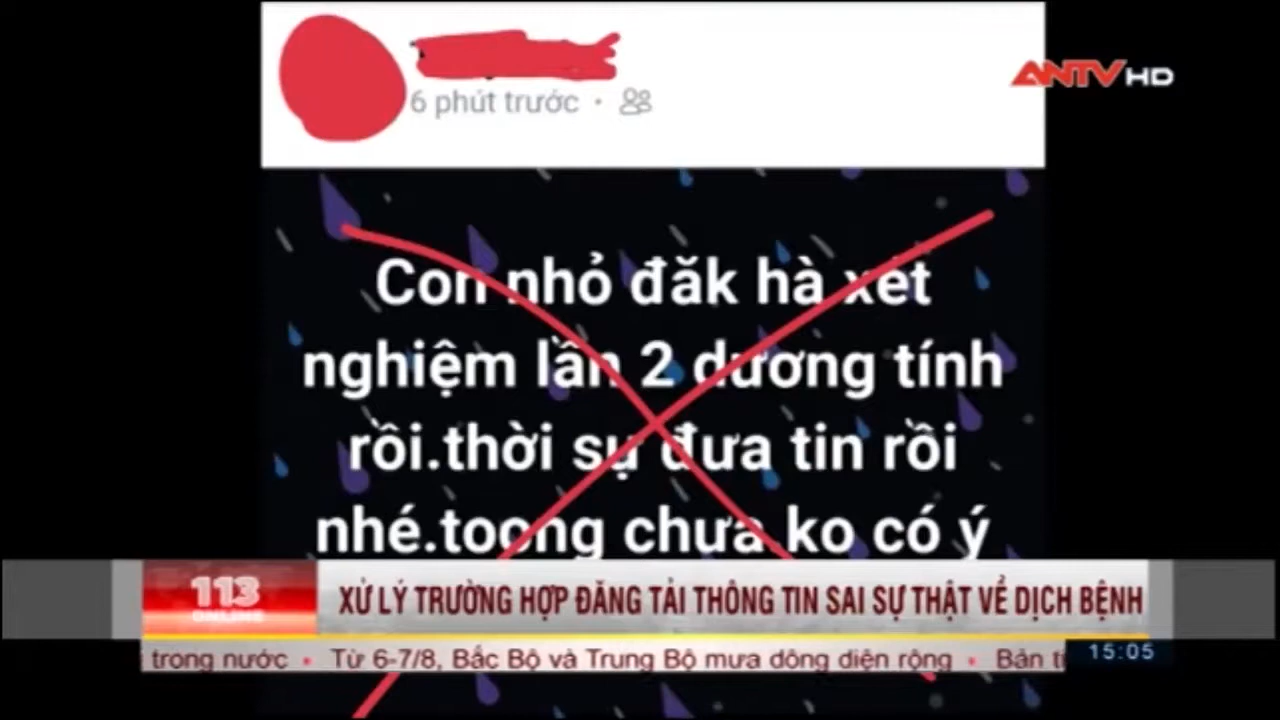 6 phút trước
ANTV HD
Con nhỏ đăk hà xét
nghiệm lần 2 dương tính
rồi.thời sự đưa tin rồi
nhé.toong chưa ko có ý
113
ONLINE
XỬ LÝ TRƯỜNG HỢP ĐĂNG TẢI THÔNG TIN SAI SỰ THẬT VỀ DỊCH BỆNH
trong nước • Từ 6-7/8, Bắc Bộ và Trung Bộ mưa dông diện rộng • Bản
15:05